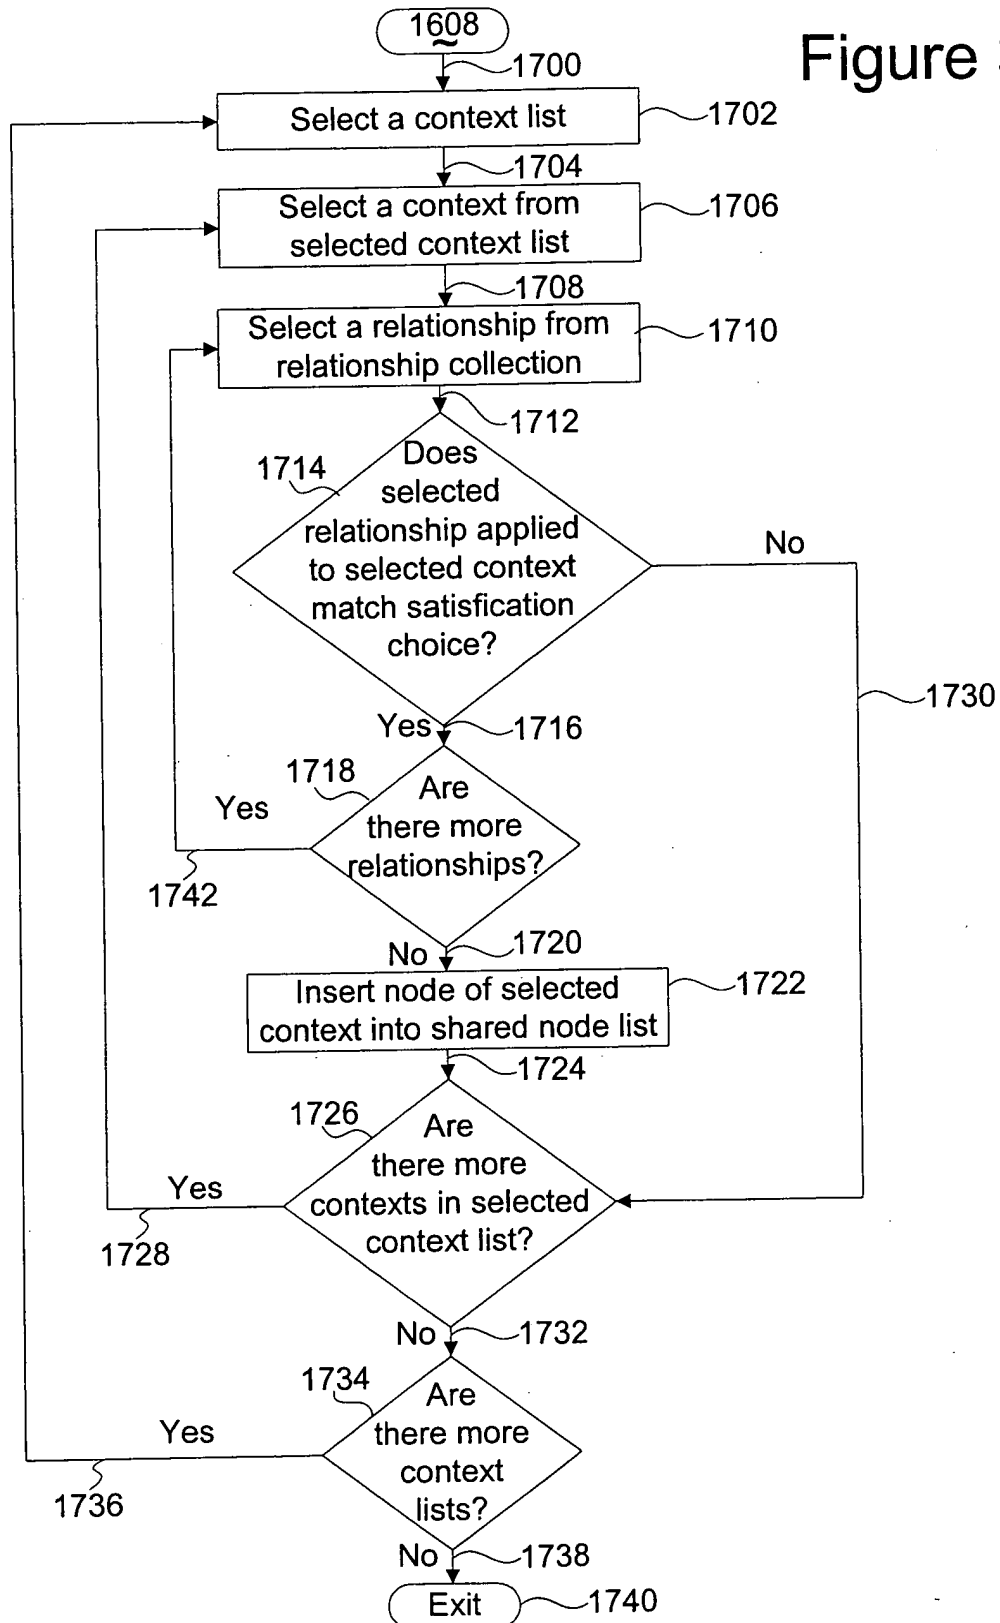 1608
Figure
1700
Select a context list
1702
1704
Select a context from
selected context list
1706
1708
Select a relationship from
relationship collection
1710
1712
1714
Does
selected
relationship applied
to selected context
match satisfication
choice?
No
1730
Yes
1716
1718
Are
there more
relationships?
Yes
1742
No
1720
Insert node of selected
context into shared node list
1722
1724
1726
Are
there more
contexts in selected
context list?
Yes
1728
No
1732
1734
Are
there more
context
lists?
Yes
1736
No
1738
Exit
1740